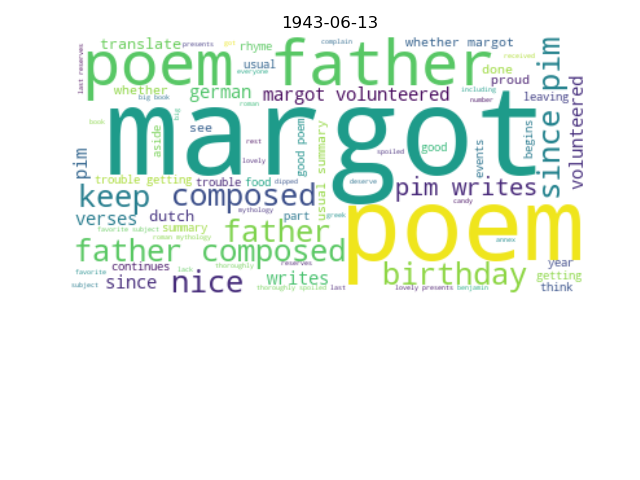 1943-06-13
translate presents got rhyme complain whether margot
last reserves poem father usual everyone received done proud since pim
whether big book german margot volunteered including number leaving volunteered
book big aside see roman rest lovely margot good poem usual summary spoiled good events begins
pim trouble getting trouble food dipped deserve pim writes
keep composed mythology candy
verses dutch favorite subject summary part greek poem
roman mythology father annex
father composed
favorite continues lack thoroughly reserves birthday year getting
subject since nice writes thoroughly spoiled last lovely presents benjamin think